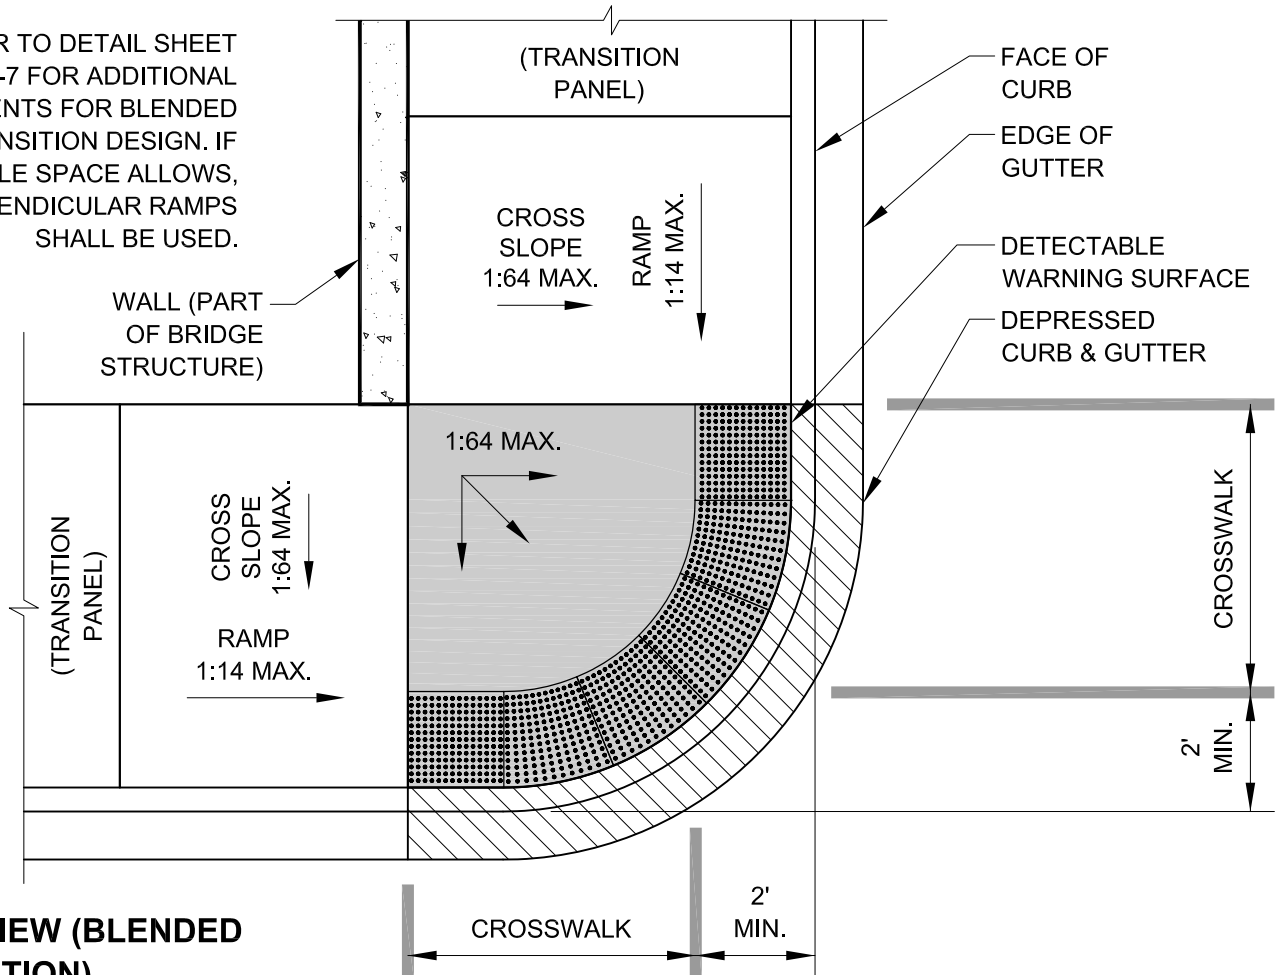 R TO DETAIL SHEET
-7 FOR ADDITIONAL
ENTS FOR BLENDED
NSITION DESIGN. IF
LE SPACE ALLOWS,
ENDICULAR RAMPS
SHALL BE USED.
WALL (PART
OF BRIDGE
STRUCTURE)
(TRANSITION
PANEL)
CROSS
SLOPE
1:64 MAX.
RAMP
1:14 MAX.
FACE OF
CURB
EDGE OF
GUTTER
DETECTABLE
WARNING SURFACE
DEPRESSED
CURB & GUTTER
1:64 MAX.
(TRANSITION
PANEL)
CROSS
SLOPE
1:64 MAX.
RAMP
1:14 MAX.
CROSSWALK
2'
MIN.
CROSSWALK
2'
MIN.
IEW (BLENDED
TION)